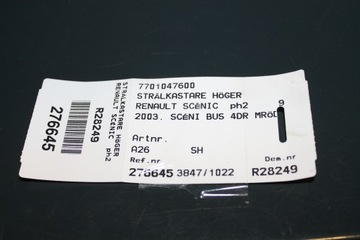 7701047600
STRÅLKASTARE HÖGER
RENAULT SCéNIC ph2
2003. SCéNI BUS 4DR MRÖD
9
Artnr.
A26 SH
Ref.nr Dem.nr
276645 3847/1022 R28249
STRÅLKASTARE HÖGER
RENAULT SCéNIC ph2
R28249
276645